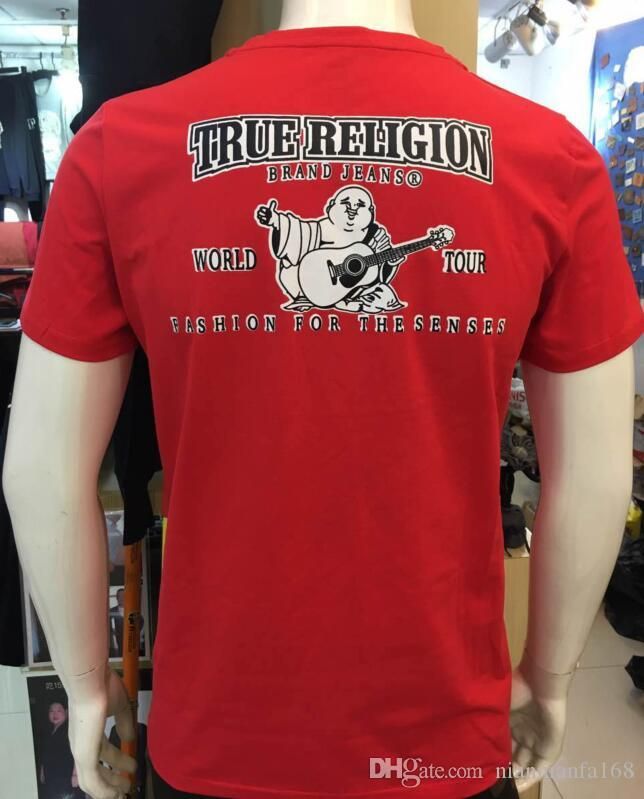 TRUE RELIGION
BRAND JEANS®
WORLD TOUR
FASHION FOR THE SENSES
DHgate.com